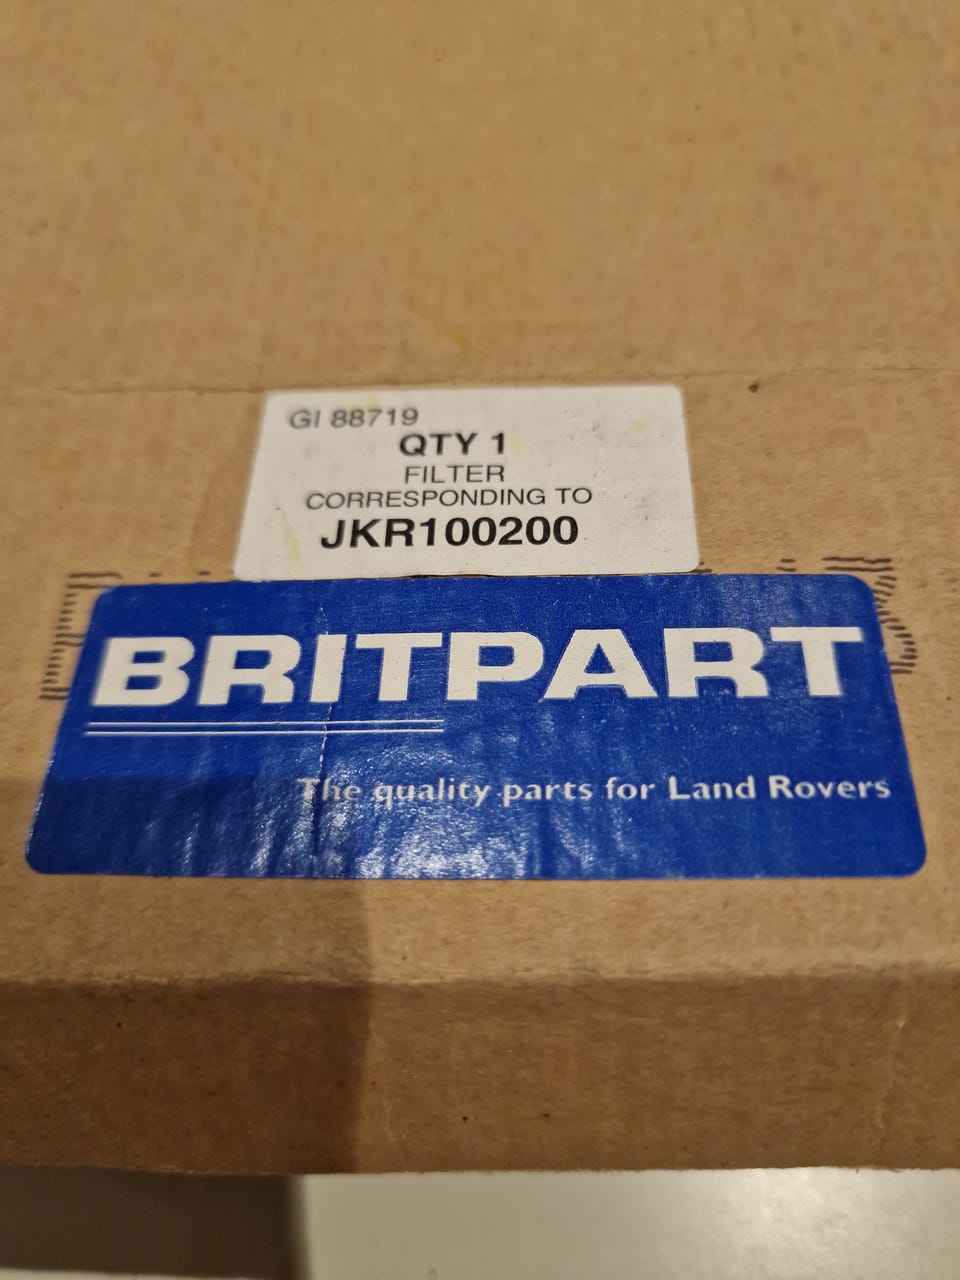 GI 88719
QTY 1
FILTER
CORRESPONDING TO
JKR100200
BRITPART
The quality parts for Land Rovers